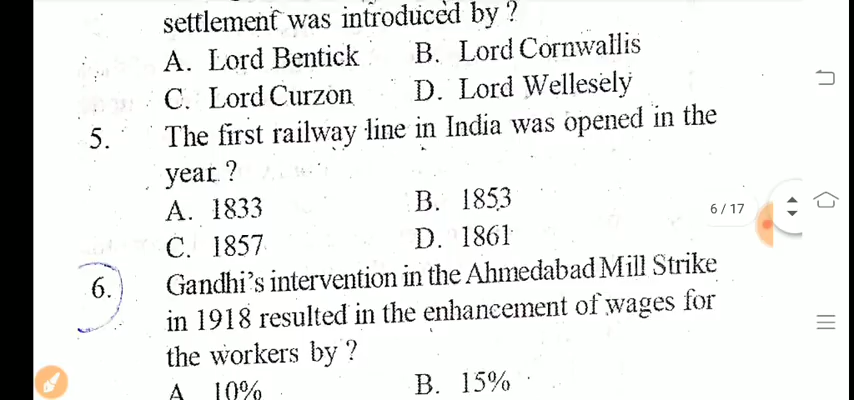 settlement was introduced by ?
A. Lord Bentick B. Lord Cornwallis
C. Lord Curzon D. Lord Wellesely
5. The first railway line in India was opened in the
year ?
A. 1833 B. 1853
C. 1857 D. 1861
6/17
6. Gandhi's intervention in the Ahmedabad Mill Strike
in 1918 resulted in the enhancement of wages for
the workers by ?
A 10% B. 15%